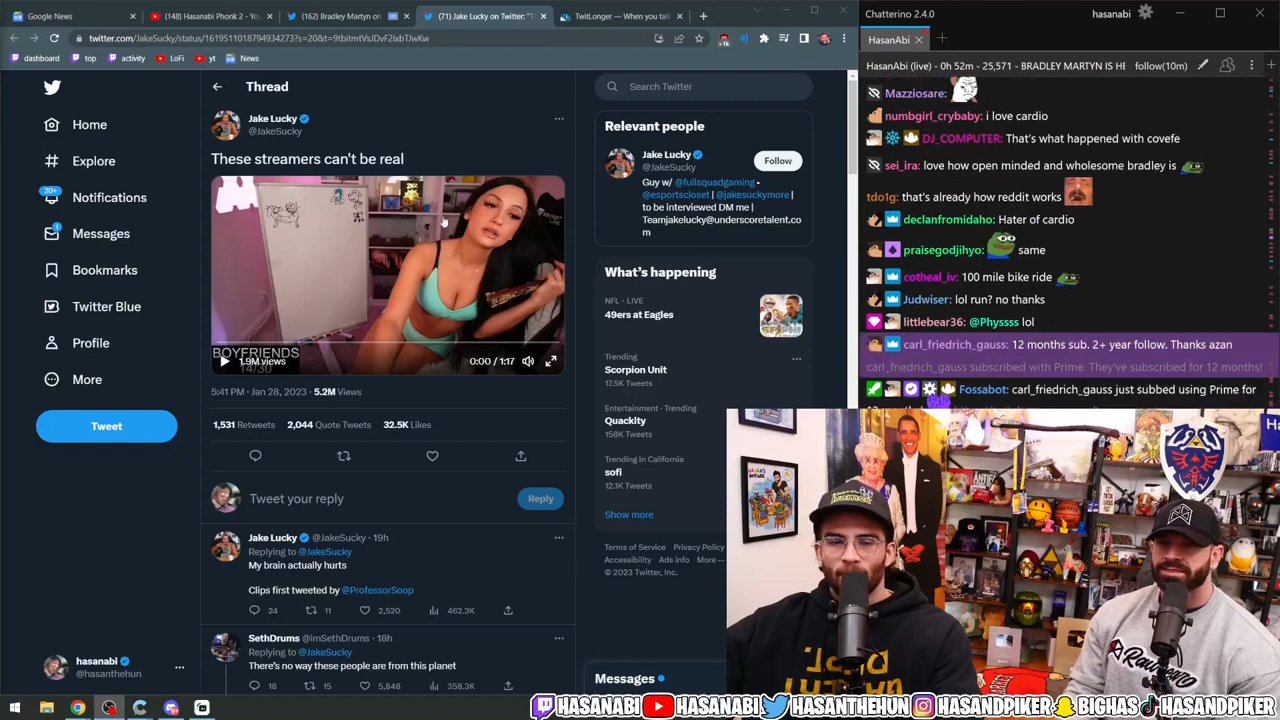 Google News
(148) Hasanabi Phonk 2 - Yo
(162) Bradley Martyn on
(71) Jake Lucky on Twitter: "T
TwitLonger — When you tal
twitter.com/JakeSucky/status/1619511018794934273?s=20&t=9tbitmtVsJDvF2ixbTJwKw
dashboard
top
activity
LoFi
yt
News
Thread
Jake Lucky
@JakeSucky
These streamers can't be real
BOYFRIENDS
14/30
1.9M views
0:00 / 1:17
5:41 PM · Jan 28, 2023 · 5.2M Views
1,531 Retweets 2,044 Quote Tweets 32.5K Likes
Tweet your reply
Reply
Jake Lucky @JakeSucky · 19h
Replying to @JakeSucky
My brain actually hurts
Clips first tweeted by @ProfessorSoop
24 11 2,520 462.3K
SethDrums @imSethDrums · 18h
Replying to @JakeSucky
There's no way these people are from this planet
18 15 5,848 358.3K
Home
Explore
20+
Notifications
1
Messages
Bookmarks
Twitter Blue
Profile
More
Tweet
hasanabi
@hasanthehun
Search Twitter
Relevant people
Jake Lucky
@JakeSucky
Follow
Guy w/ @fullsquadgaming •
@esportscloset | @jakesuckymore |
to be interviewed DM me |
Teamjakelucky@underscoretalent.co
m
What's happening
NFL · LIVE
49ers at Eagles
Trending
Scorpion Unit
17.5K Tweets
Entertainment · Trending
Quackity
158K Tweets
Trending in California
sofi
12.1K Tweets
Show more
Terms of Service Privacy Policy
Accessibility Ads info More
© 2023 Twitter, Inc.
Messages
Chatterino 2.4.0
hasanabi
HasanAbi
HasanAbi (live) - 0h 52m - 25,571 - BRADLEY MARTYN IS HE
follow(10m)
Mazziosare:
numbgirl_crybaby: i love cardio
DJ_COMPUTER: That's what happened with covefe
sei_ira: love how open minded and wholesome bradley is
tdo1g: that's already how reddit works
declanfromidaho: Hater of cardio
praisegodjihyo: same
cotheal_iv: 100 mile bike ride
Judwiser: lol run? no thanks
littlebear36: @Physsss lol
carl_friedrich_gauss: 12 months sub. 2+ year follow. Thanks azan
carl_friedrich_gauss subscribed with Prime. They've subscribed for 12 months!
Fossabot: carl_friedrich_gauss just subbed using Prime for
HASANABI
HASANABI
HASANTHEHUN
HASANDPIKER
BIGHAS
HASANDPIKER